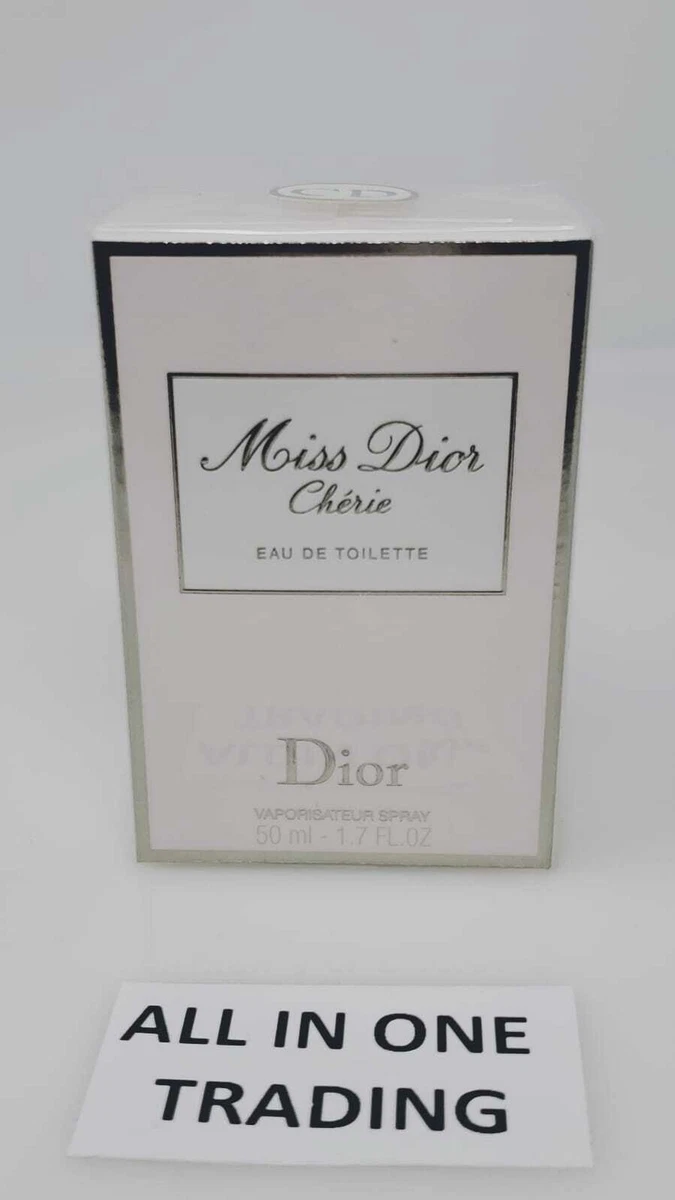 CD
Miss Dior
Chérie
EAU DE TOILETTE
Dior
VAPORISATEUR SPRAY
50 ml - 1.7 FL.OZ
ALL IN ONE
TRADING